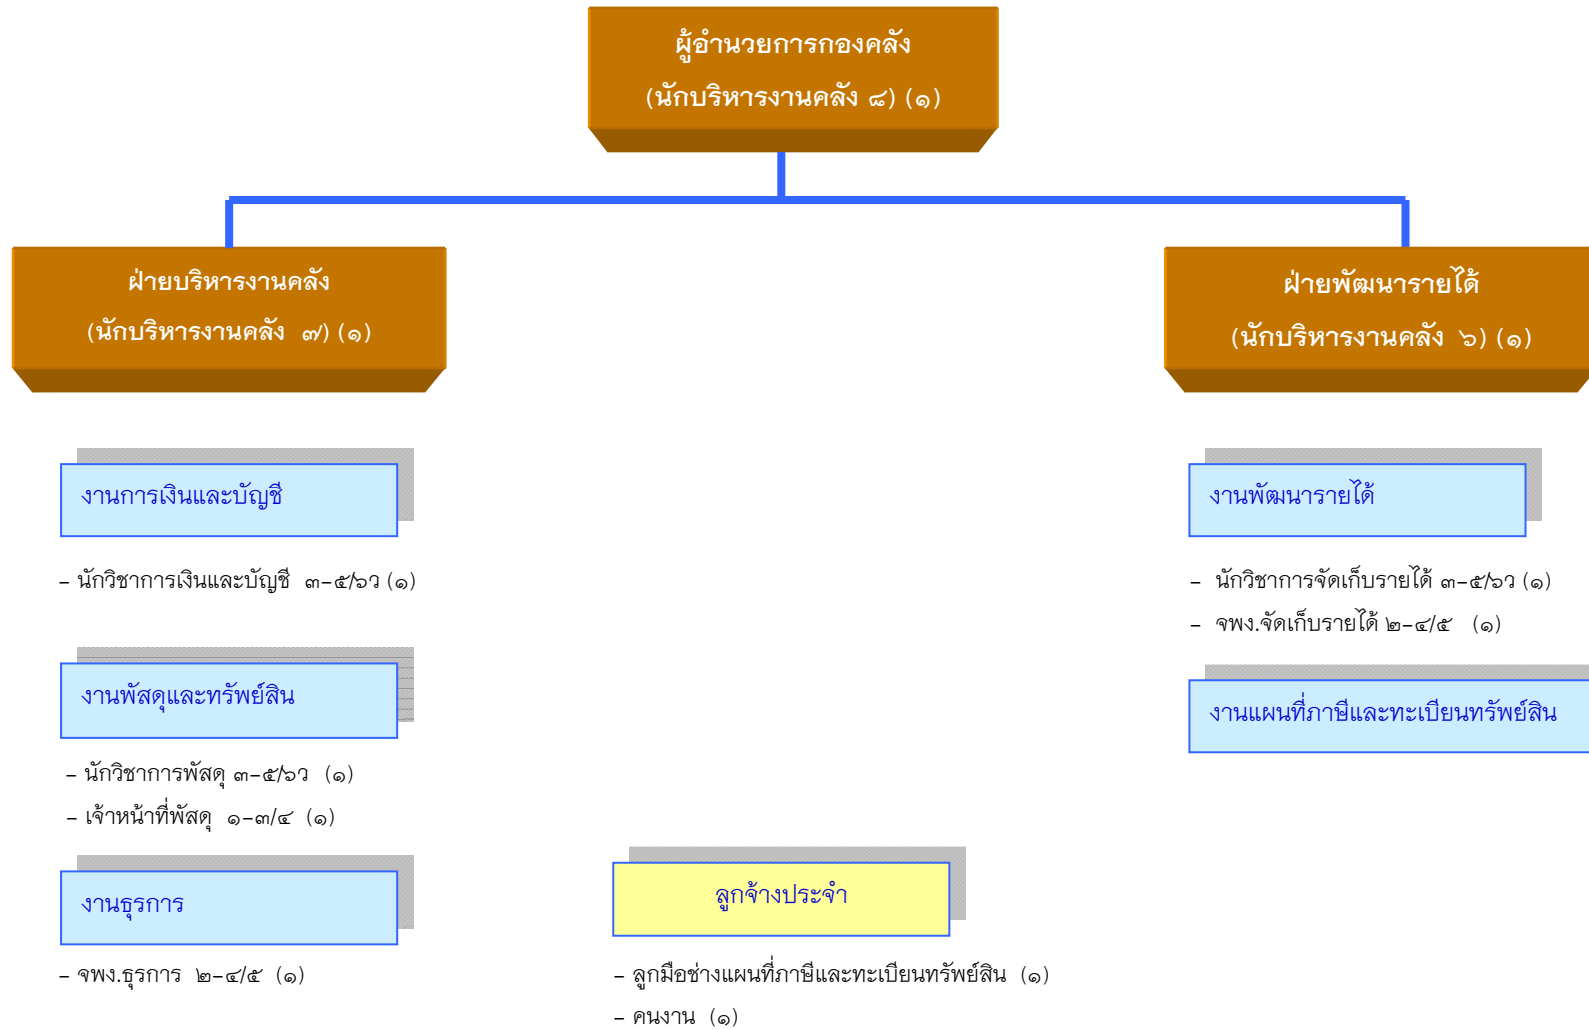 ผู้อำนวยการกองคลัง
(นักบริหารงานคลัง ๘) (๑)
ฝ่ายบริหารงานคลัง
(นักบริหารงานคลัง ๗) (๑)
ฝ่ายพัฒนารายได้
(นักบริหารงานคลัง ๖) (๑)
งานการเงินและบัญชี
– นักวิชาการเงินและบัญชี ๓–๕/๖ว (๑)
งานพัสดุและทรัพย์สิน
– นักวิชาการพัสดุ ๓–๕/๖ว (๑)
– เจ้าหน้าที่พัสดุ ๑–๓/๔ (๑)
งานธุรการ
– จพง.ธุรการ ๒–๔/๕ (๑)
ลูกจ้างประจำ
– ลูกมือช่างแผนที่ภาษีและทะเบียนทรัพย์สิน (๑)
– คนงาน (๑)
งานพัฒนารายได้
– นักวิชาการจัดเก็บรายได้ ๓–๕/๖ว (๑)
– จพง.จัดเก็บรายได้ ๒–๔/๕ (๑)
งานแผนที่ภาษีและทะเบียนทรัพย์สิน